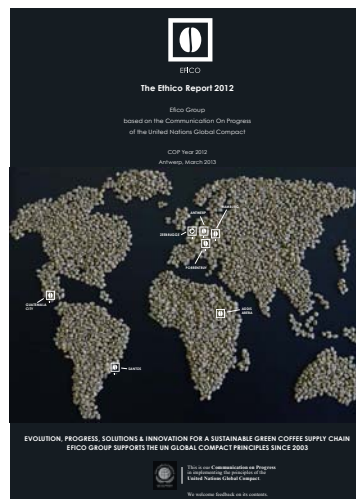 EFICO
The Ethico Report 2012
Efico Group
based on the Communication On Progress
of the United Nations Global Compact
COP Year 2012
Antwerp, March 2013
HAMBURG
ANTWERP
ZEEBRUGGE
PORRENTRUY
GUATEMALA
CITY
ADDIS
ABEBA
SANTOS
EVOLUTION, PROGRESS, SOLUTIONS & INNOVATION FOR A SUSTAINABLE GREEN COFFEE SUPPLY CHAIN
EFICO GROUP SUPPORTS THE UN GLOBAL COMPACT PRINCIPLES SINCE 2003
This is our Communication on Progress
in implementing the principles of the
United Nations Global Compact.
We welcome feedback on its contents.